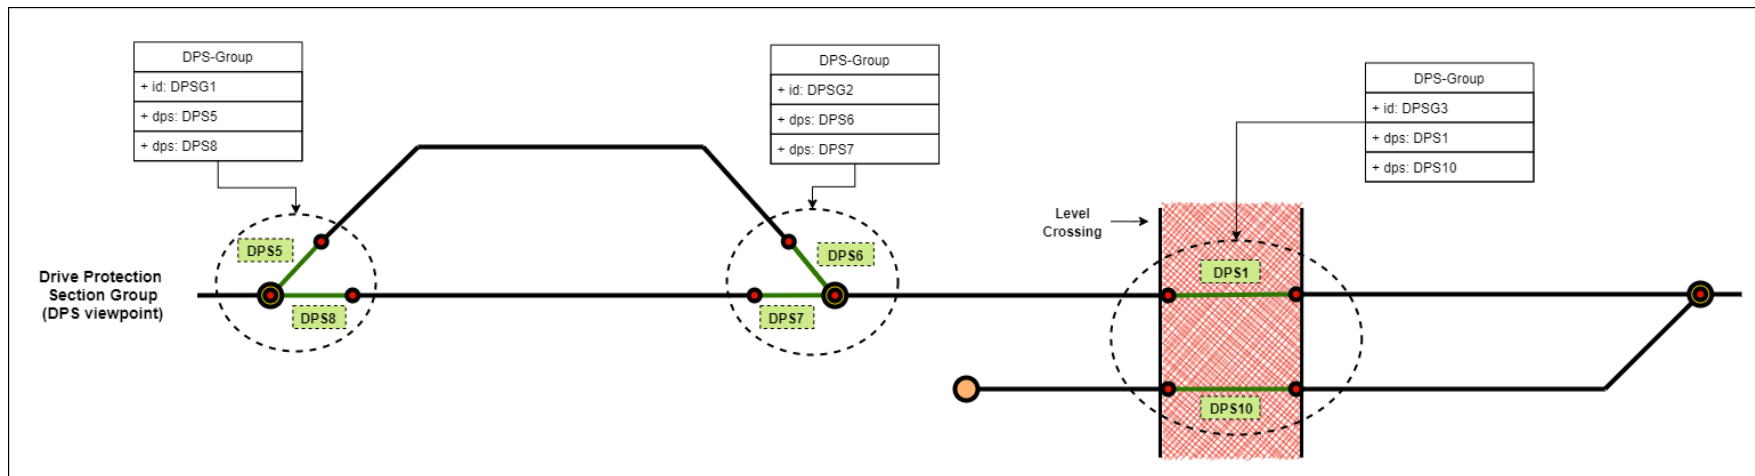 DPS-Group
+ id: DPSG1
+ dps: DPS5
+ dps: DPS8
DPS-Group
+ id: DPSG2
+ dps: DPS6
+ dps: DPS7
DPS-Group
+ id: DPSG3
+ dps: DPS1
+ dps: DPS10
Level
Crossing
Drive Protection
Section Group
(DPS viewpoint)
DPS5
DPS8
DPS6
DPS7
DPS1
DPS10